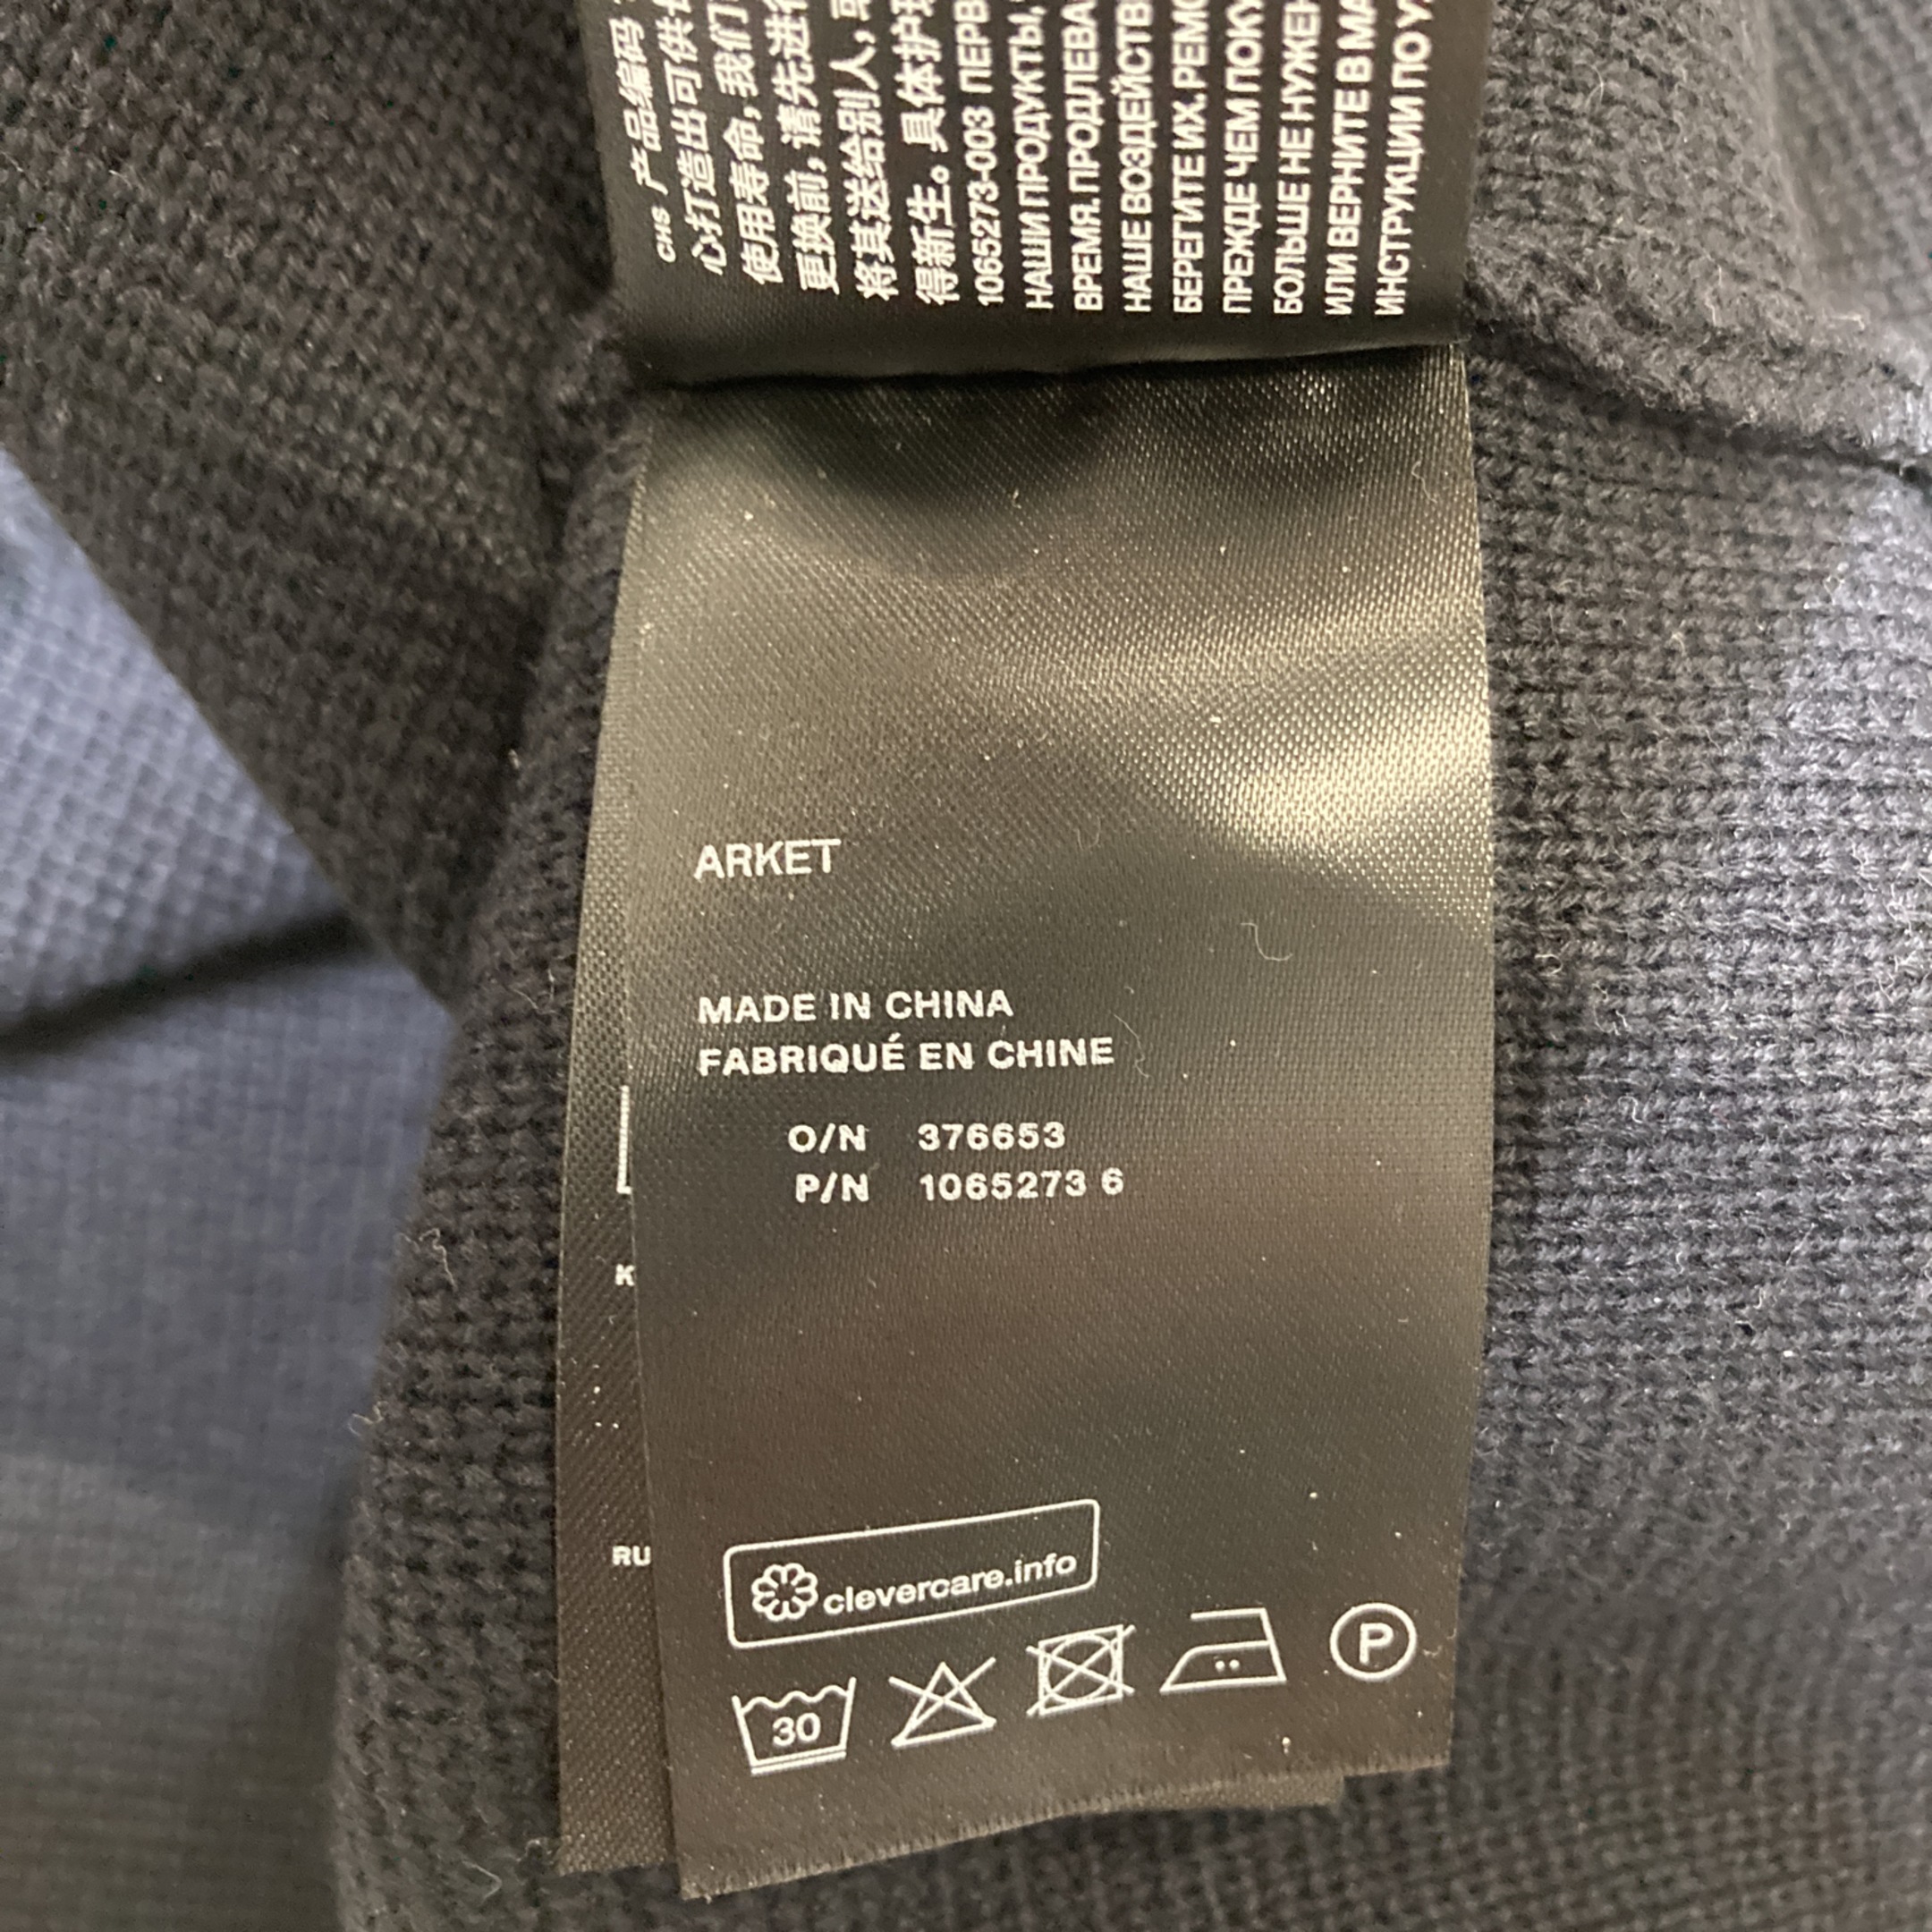 CHS 产品编码
心打造出可供
使用寿命，我们
更换前，请先进行
将其送给别人，或
得新生。具体护理
1065273-003 ПЕРВ
НАШИ ПРОДУКТЫ,
ВРЕМЯ. ПРОДЛЕВА
НАШЕ ВОЗДЕЙСТВ
БЕРЕГИТЕ ИХ. РЕМО
ПРЕЖДЕ ЧЕМ ПОКУ
БОЛЬШЕ НЕ НУЖЕН
ИЛИ ВЕРНИТЕ В МА
ИНСТРУКЦИИ ПО У
ARKET
MADE IN CHINA
FABRIQUÉ EN CHINE
O/N 376653
P/N 1065273 6
K
RU
clevercare.info
30
P